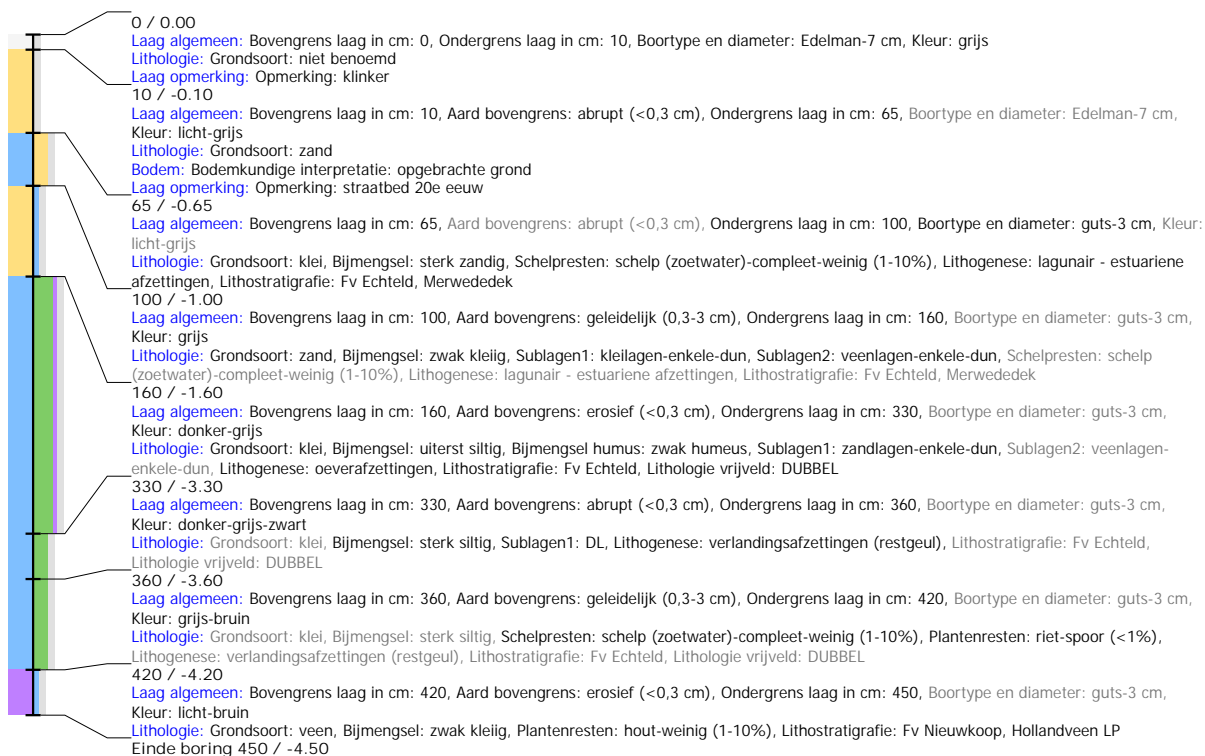 0 / 0.00
Laag algemeen: Bovengrens laag in cm: 0, Ondergrens laag in cm: 10, Boortype en diameter: Edelman-7 cm, Kleur: grijs
Lithologie: Grondsoort: niet benoemd
Laag opmerking: Opmerking: klinker
10 / -0.10
Laag algemeen: Bovengrens laag in cm: 10, Aard bovengrens: abrupt (<0,3 cm), Ondergrens laag in cm: 65, Boortype en diameter: Edelman-7 cm,
Kleur: licht-grijs
Lithologie: Grondsoort: zand
Bodem: Bodemkundige interpretatie: opgebrachte grond
Laag opmerking: Opmerking: straatbed 20e eeuw
65 / -0.65
Laag algemeen: Bovengrens laag in cm: 65, Aard bovengrens: abrupt (<0,3 cm), Ondergrens laag in cm: 100, Boortype en diameter: guts-3 cm, Kleur:
licht-grijs
Lithologie: Grondsoort: klei, Bijmengsel: sterk zandig, Schelpresten: schelp (zoetwater)-compleet-weinig (1-10%), Lithogenese: lagunair - estuariene
afzettingen, Lithostratigrafie: Fv Echteld, Merwededek
100 / -1.00
Laag algemeen: Bovengrens laag in cm: 100, Aard bovengrens: geleidelijk (0,3-3 cm), Ondergrens laag in cm: 160, Boortype en diameter: guts-3 cm,
Kleur: grijs
Lithologie: Grondsoort: zand, Bijmengsel: zwak kleiig, Sublagen1: kleilagen-enkele-dun, Sublagen2: veenlagen-enkele-dun, Schelpresten: schelp
(zoetwater)-compleet-weinig (1-10%), Lithogenese: lagunair - estuariene afzettingen, Lithostratigrafie: Fv Echteld, Merwededek
160 / -1.60
Laag algemeen: Bovengrens laag in cm: 160, Aard bovengrens: erosief (<0,3 cm), Ondergrens laag in cm: 330, Boortype en diameter: guts-3 cm,
Kleur: donker-grijs
Lithologie: Grondsoort: klei, Bijmengsel: uiterst siltig, Bijmengsel humus: zwak humeus, Sublagen1: zandlagen-enkele-dun, Sublagen2: veenlagen-
enkele-dun, Lithogenese: oeverafzettingen, Lithostratigrafie: Fv Echteld, Lithologie vrijveld: DUBBEL
330 / -3.30
Laag algemeen: Bovengrens laag in cm: 330, Aard bovengrens: abrupt (<0,3 cm), Ondergrens laag in cm: 360, Boortype en diameter: guts-3 cm,
Kleur: donker-grijs-zwart
Lithologie: Grondsoort: klei, Bijmengsel: sterk siltig, Sublagen1: DL, Lithogenese: verlandingsafzettingen (restgeul), Lithostratigrafie: Fv Echteld,
Lithologie vrijveld: DUBBEL
360 / -3.60
Laag algemeen: Bovengrens laag in cm: 360, Aard bovengrens: geleidelijk (0,3-3 cm), Ondergrens laag in cm: 420, Boortype en diameter: guts-3 cm,
Kleur: grijs-bruin
Lithologie: Grondsoort: klei, Bijmengsel: sterk siltig, Schelpresten: schelp (zoetwater)-compleet-weinig (1-10%), Plantenresten: riet-spoor (<1%),
Lithogenese: verlandingsafzettingen (restgeul), Lithostratigrafie: Fv Echteld, Lithologie vrijveld: DUBBEL
420 / -4.20
Laag algemeen: Bovengrens laag in cm: 420, Aard bovengrens: erosief (<0,3 cm), Ondergrens laag in cm: 450, Boortype en diameter: guts-3 cm,
Kleur: licht-bruin
Lithologie: Grondsoort: veen, Bijmengsel: zwak kleiig, Plantenresten: hout-weinig (1-10%), Lithostratigrafie: Fv Nieuwkoop, Hollandveen LP
Einde boring 450 / -4.50